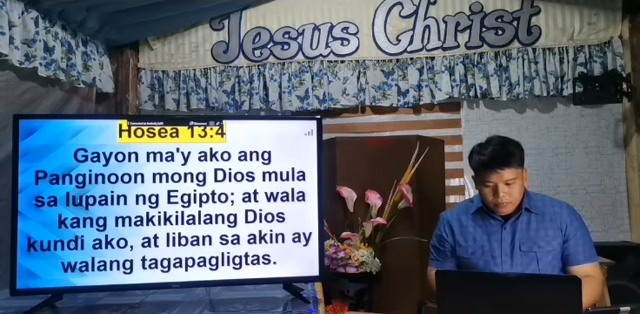 Jesus Christ
Hosea 13:4
Gayon ma'y ako ang
Panginoon mong Dios mula
sa lupain ng Egipto; at wala
kang makikilalang Dios
kundi ako, at liban sa akin ay
walang tagapagligtas.